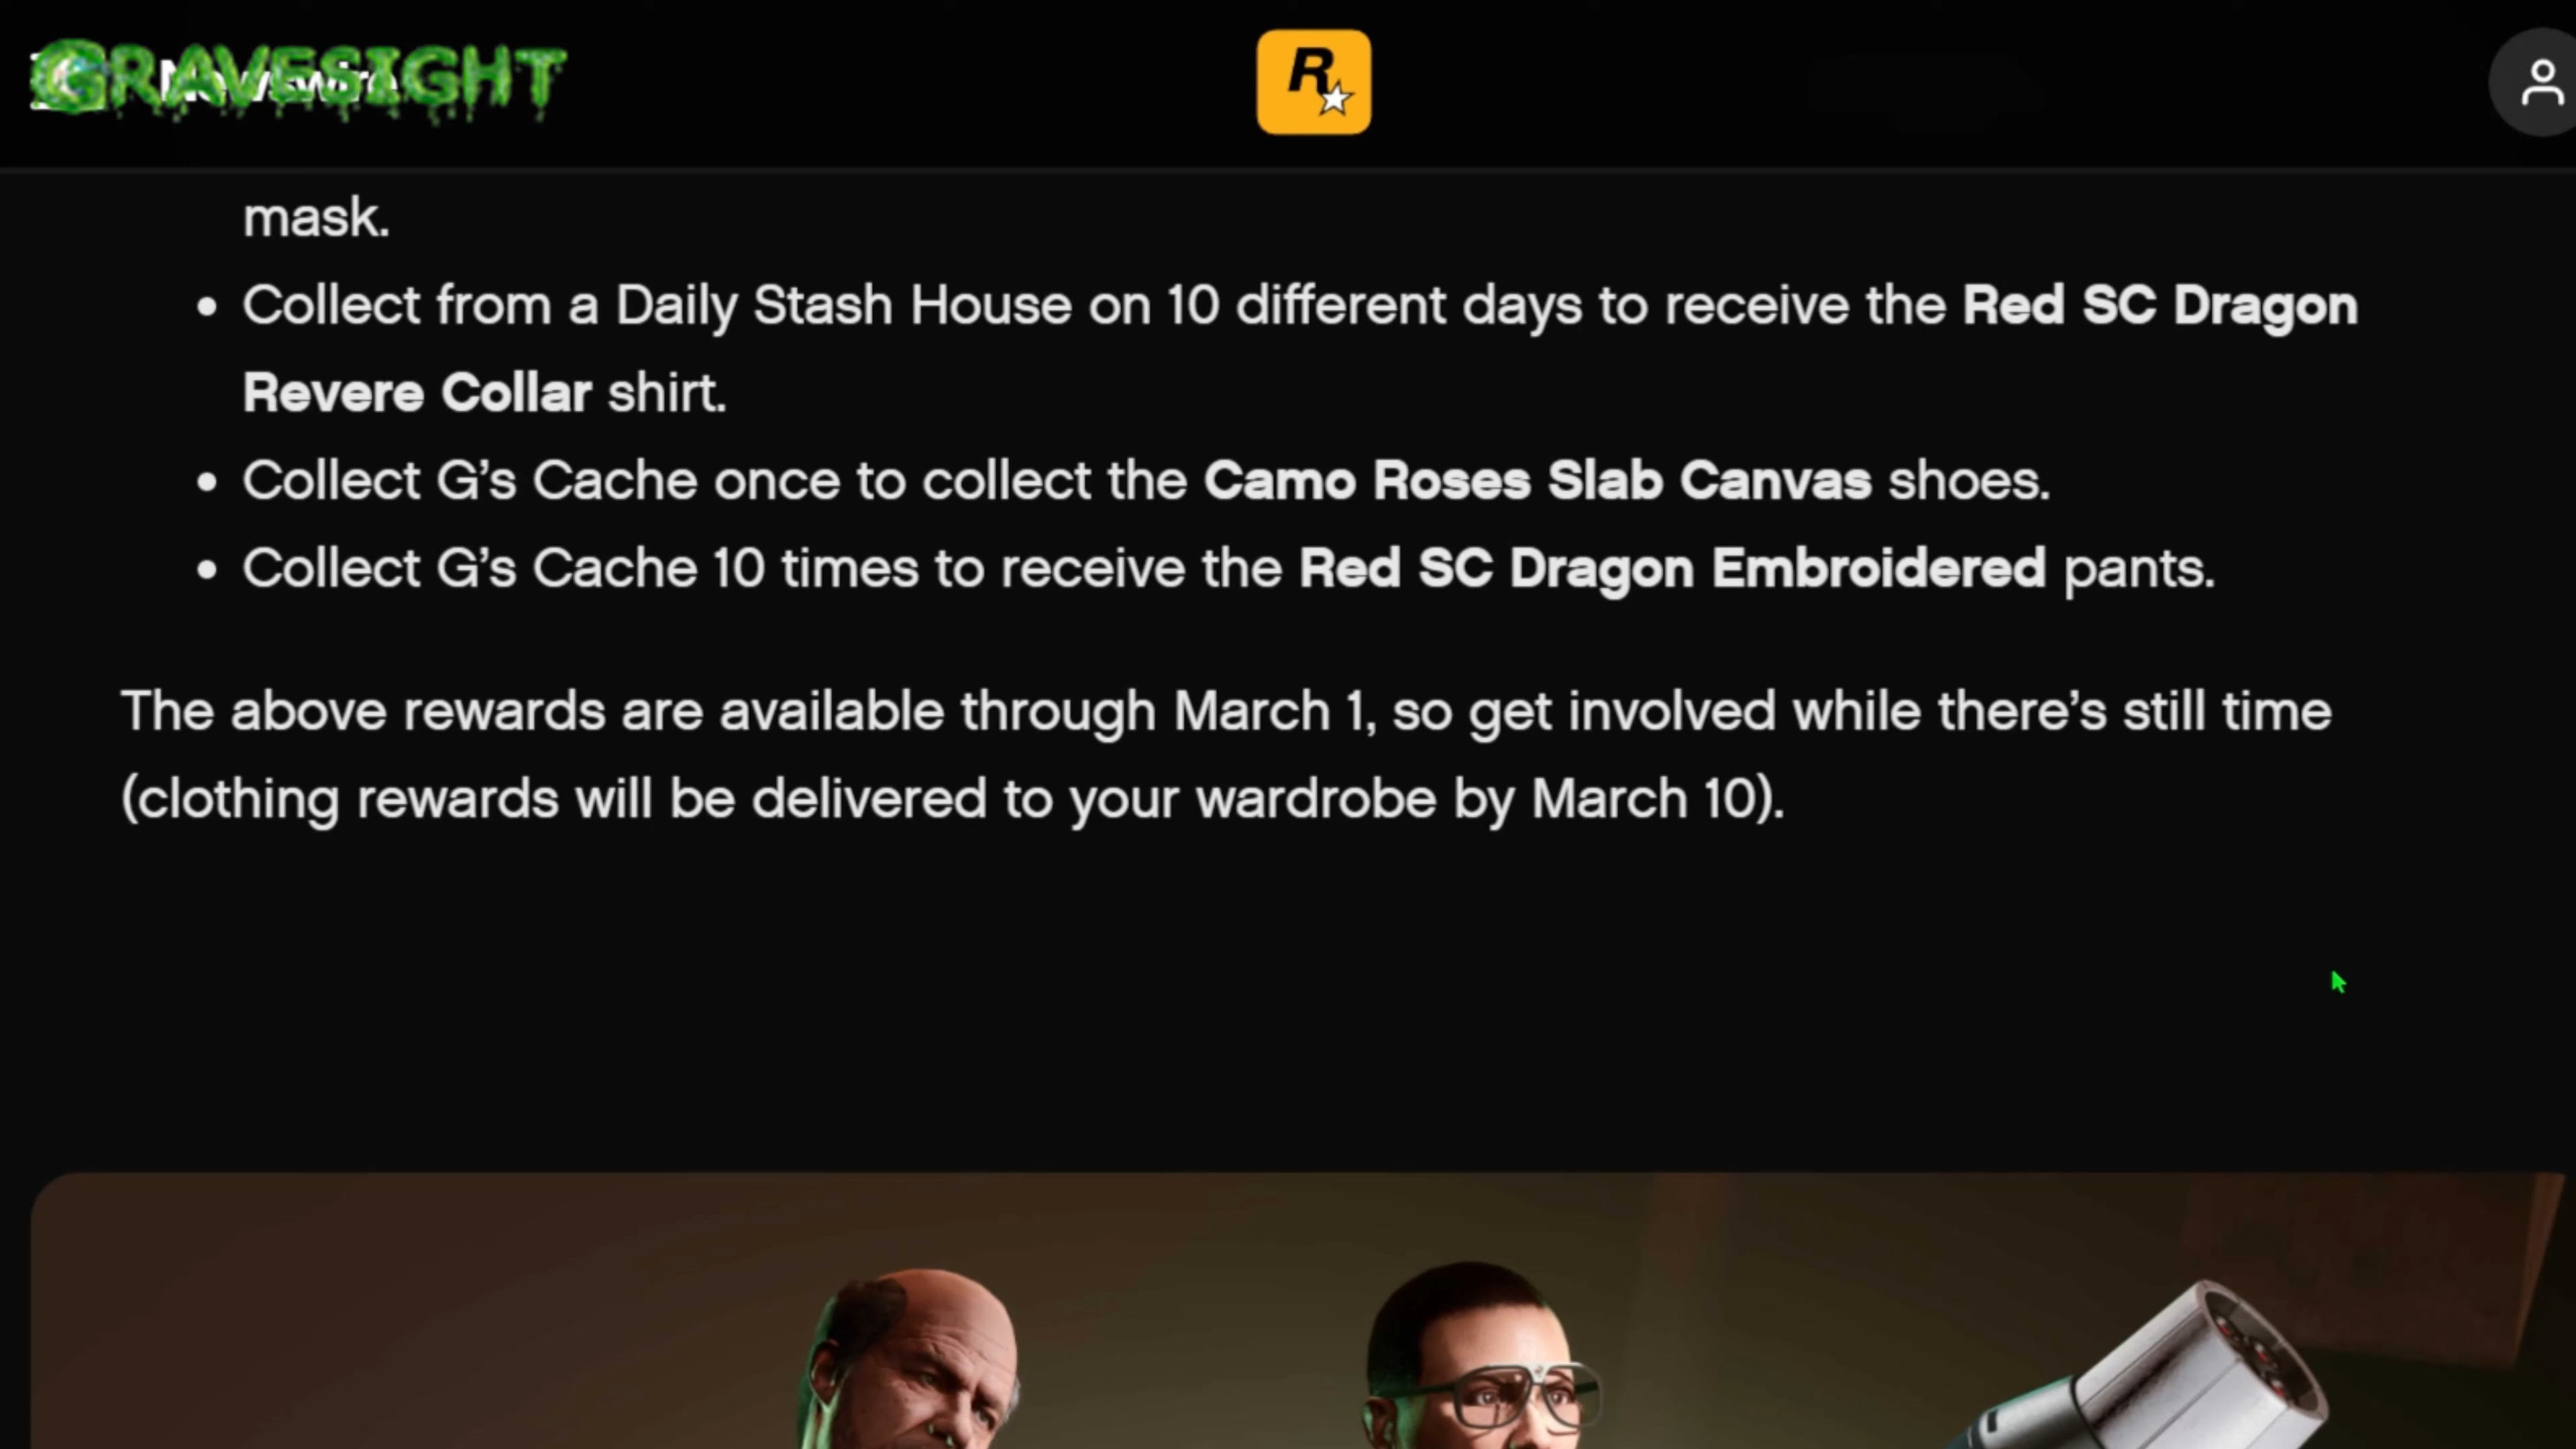 GRAVESIGHT
Newswire
R
mask.
• Collect from a Daily Stash House on 10 different days to receive the Red SC Dragon
Revere Collar shirt.
• Collect G’s Cache once to collect the Camo Roses Slab Canvas shoes.
• Collect G’s Cache 10 times to receive the Red SC Dragon Embroidered pants.
The above rewards are available through March 1, so get involved while there’s still time
(clothing rewards will be delivered to your wardrobe by March 10).